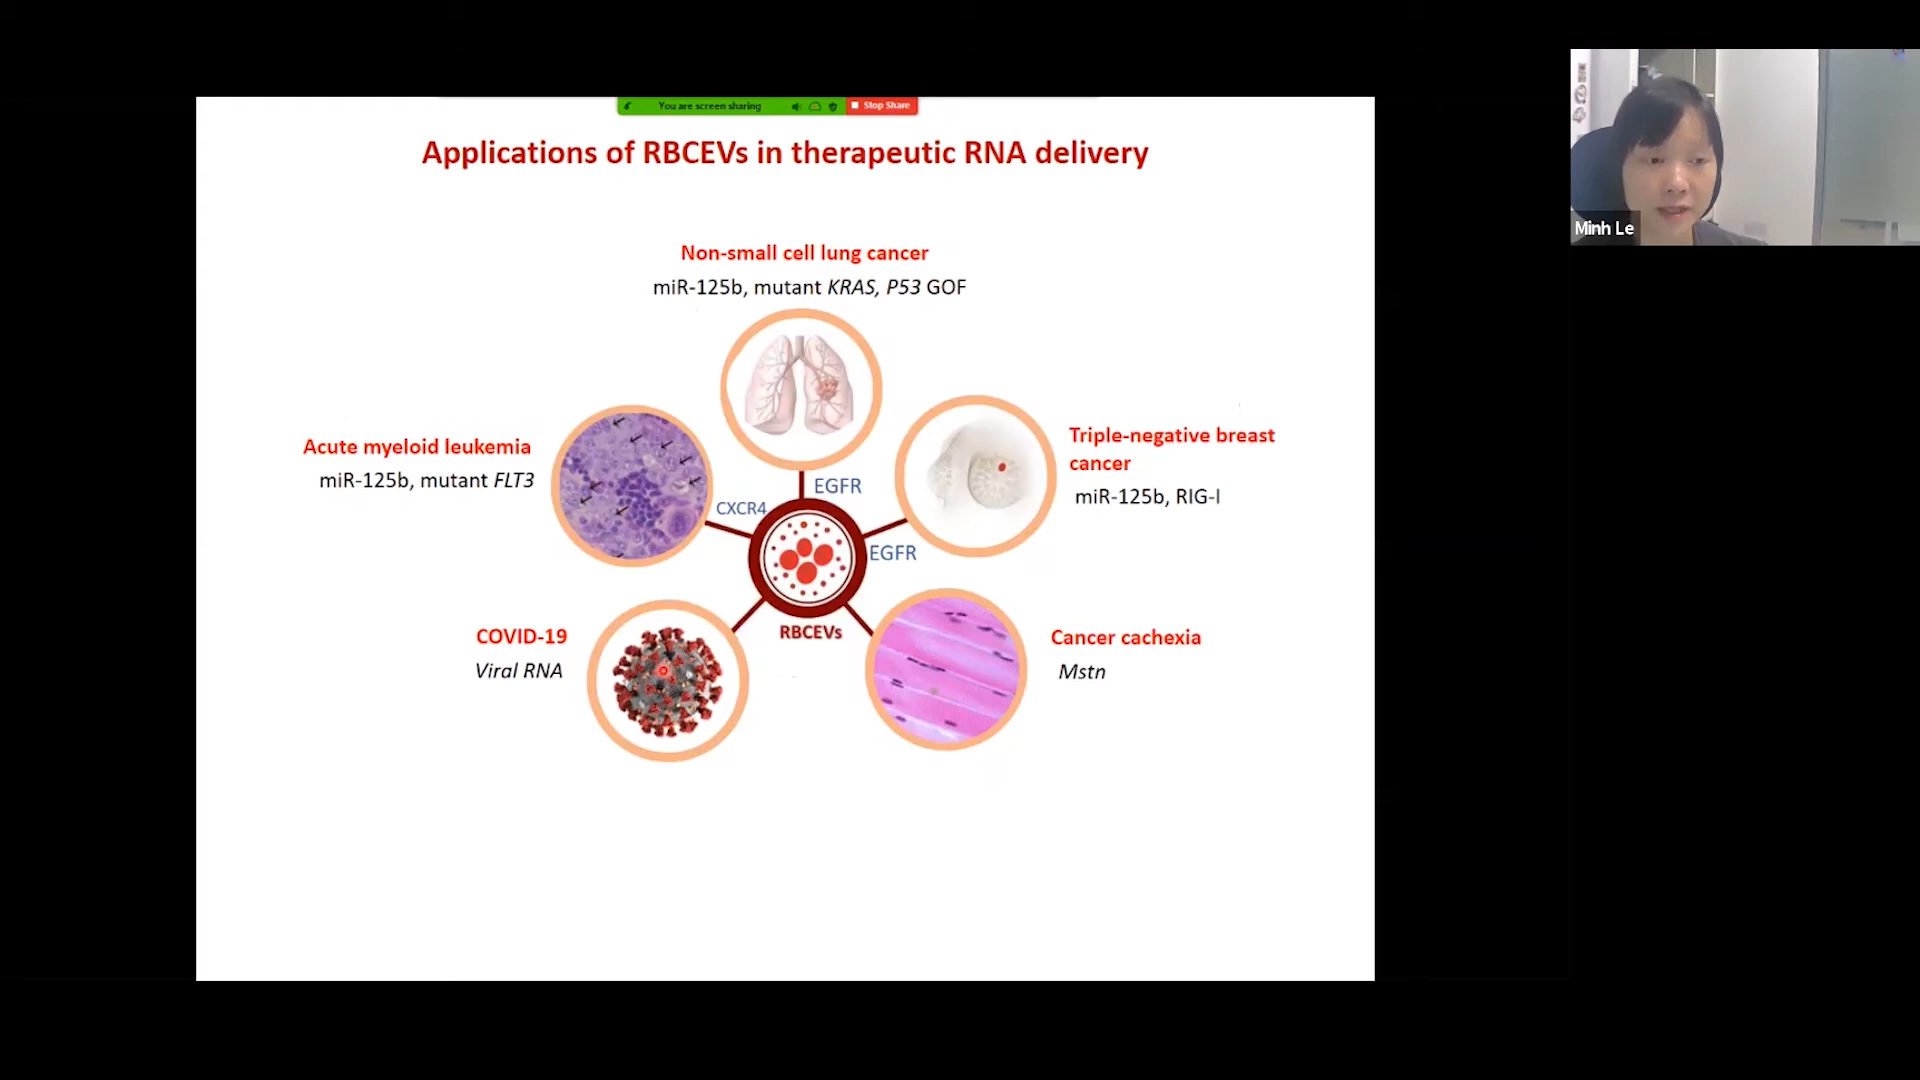 You are screen sharing
Stop Share
Applications of RBCEVs in therapeutic RNA delivery
Minh Le
Non-small cell lung cancer
miR-125b, mutant KRAS, P53 GOF
Acute myeloid leukemia
miR-125b, mutant FLT3
Triple-negative breast
cancer
miR-125b, RIG-I
EGFR
CXCR4
EGFR
RBCEVs
COVID-19
Viral RNA
Cancer cachexia
Mstn